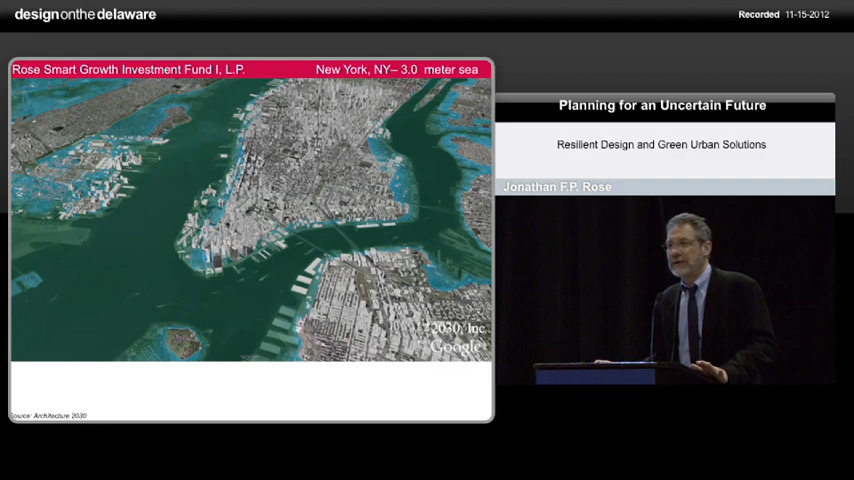 designonthedelaware
Recorded 11-15-2012
Rose Smart Growth Investment Fund I, L.P. New York, NY– 3.0 meter sea
Planning for an Uncertain Future
Resilient Design and Green Urban Solutions
Jonathan F.P. Rose
2030, Inc
Google
Source: Architecture 2030